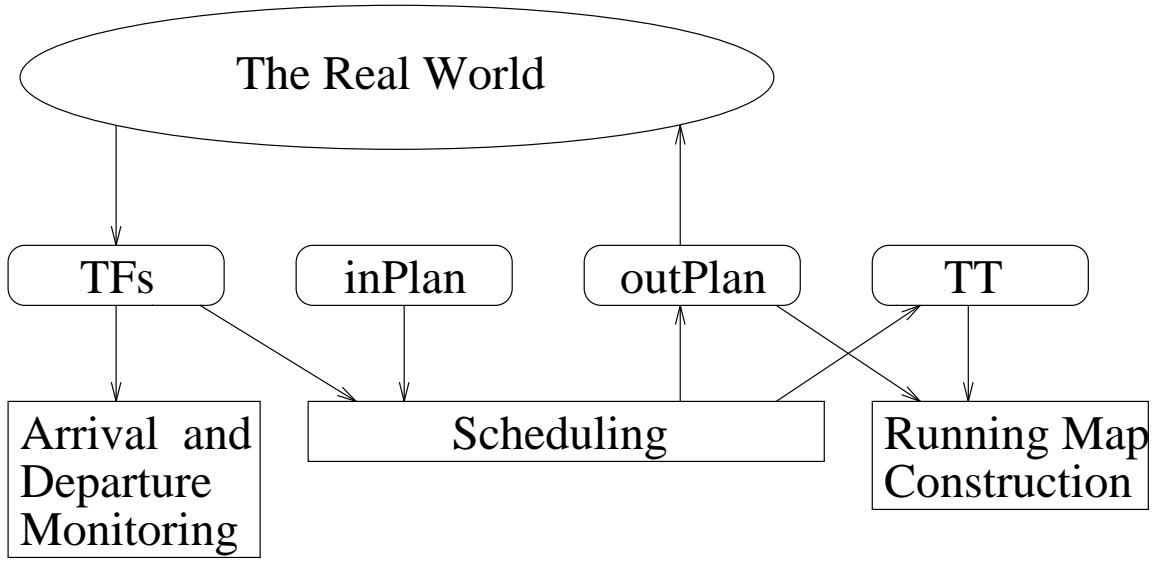 The Real World
TFs
inPlan
outPlan
TT
Arrival and
Departure
Monitoring
Scheduling
Running Map
Construction